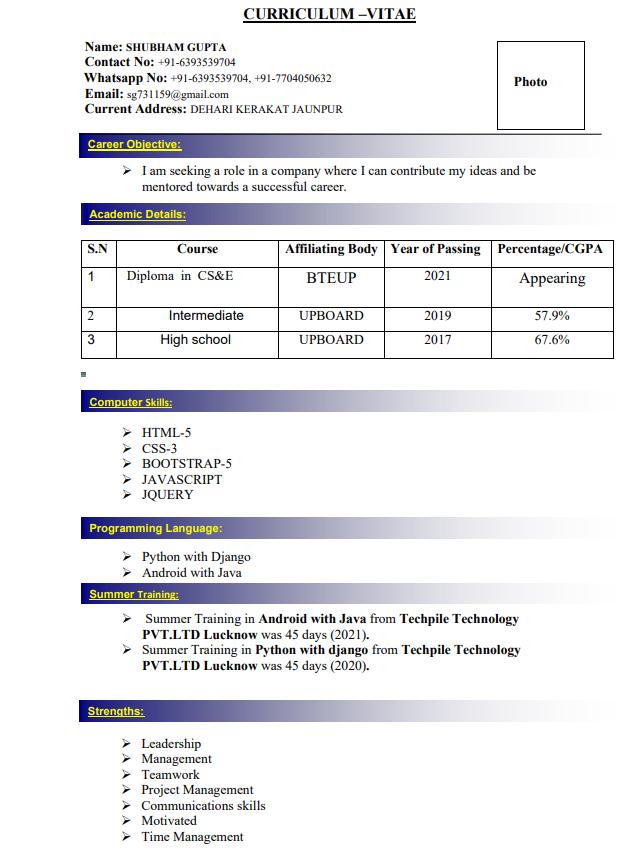 CURRICULUM –VITAE
Name: SHUBHAM GUPTA
Contact No: +91-6393539704
Whatsapp No: +91-6393539704, +91-7704050632
Email: sg731159@gmail.com
Current Address: DEHARI KERAKAT JAUNPUR
Photo
Career Objective:
➢ I am seeking a role in a company where I can contribute my ideas and be
mentored towards a successful career.
Academic Details:
S.N Course Affiliating Body Year of Passing Percentage/CGPA
1 Diploma in CS&E BTEUP 2021 Appearing
2 Intermediate UPBOARD 2019 57.9%
3 High school UPBOARD 2017 67.6%
Computer Skills:
➢ HTML-5
➢ CSS-3
➢ BOOTSTRAP-5
➢ JAVASCRIPT
➢ JQUERY
Programming Language:
➢ Python with Django
➢ Android with Java
Summer Training:
➢ Summer Training in Android with Java from Techpile Technology
PVT.LTD Lucknow was 45 days (2021).
➢ Summer Training in Python with django from Techpile Technology
PVT.LTD Lucknow was 45 days (2020).
Strengths:
➢ Leadership
➢ Management
➢ Teamwork
➢ Project Management
➢ Communications skills
➢ Motivated
➢ Time Management